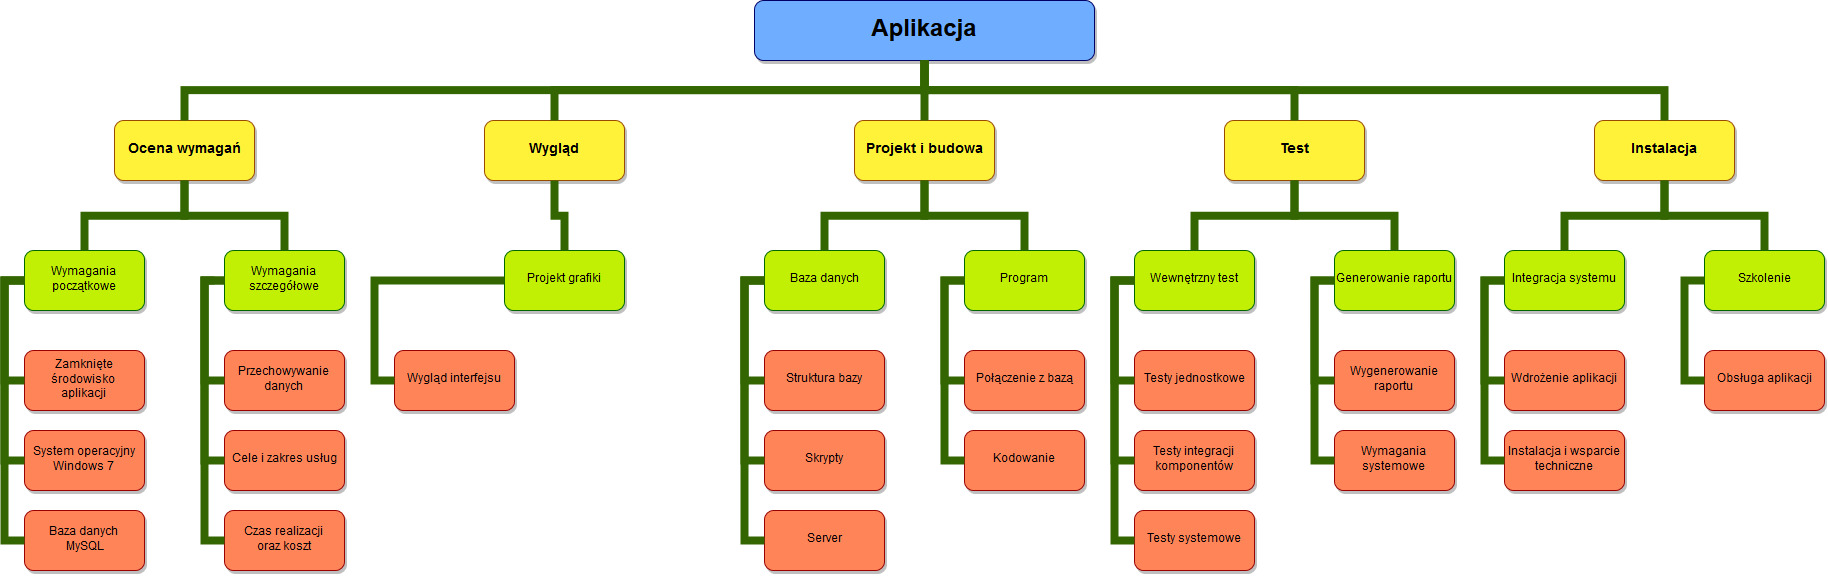 Aplikacja
Ocena wymagań
Wygląd
Projekt i budowa
Test
Instalacja
Wymagania
początkowe
Wymagania
szczegółowe
Projekt grafiki
Baza danych
Program
Wewnętrzny test
Generowanie raportu
Integracja systemu
Szkolenie
Zamknięte
środowisko
aplikacji
Przechowywanie
danych
Wygląd interfejsu
Struktura bazy
Połączenie z bazą
Testy jednostkowe
Wygenerowanie
raportu
Wdrożenie aplikacji
Obsługa aplikacji
System operacyjny
Windows 7
Cele i zakres usług
Skrypty
Kodowanie
Testy integracji
komponentów
Wymagania
systemowe
Instalacja i wsparcie
techniczne
Baza danych
MySQL
Czas realizacji
oraz koszt
Server
Testy systemowe